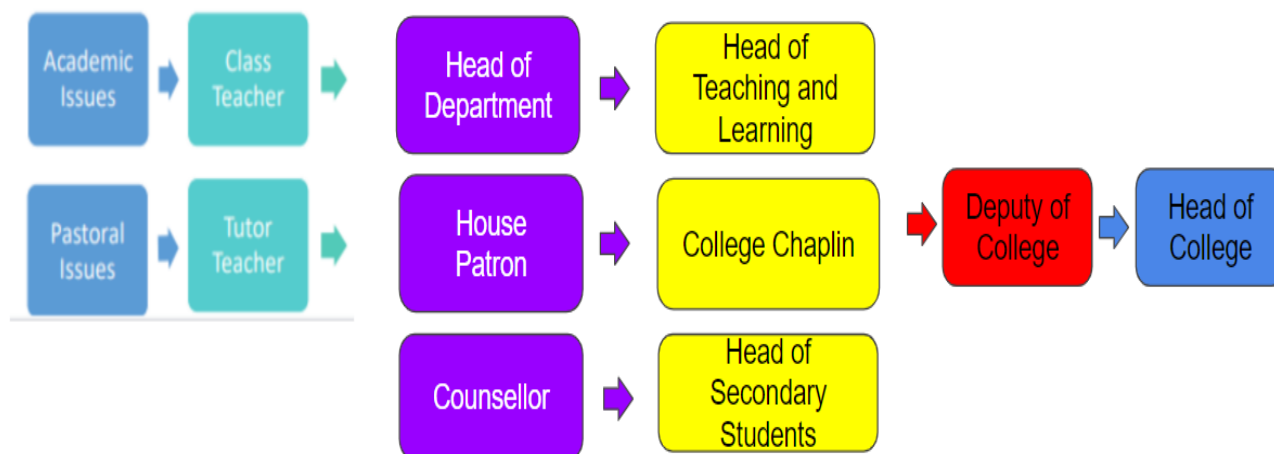 Academic
Issues
Class
Teacher
Head of
Department
Head of
Teaching and
Learning
Pastoral
Issues
Tutor
Teacher
House
Patron
College Chaplin
Deputy of
College
Head of
College
Counsellor
Head of
Secondary
Students